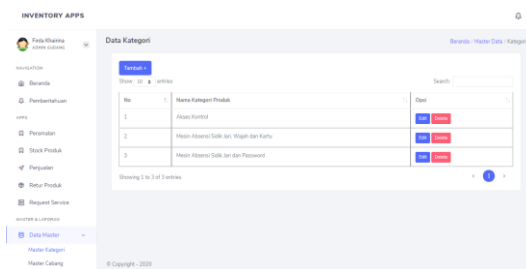 INVENTORY APPS
Firda Khairina
ADMIN GUDANG
NAVIGATION
Beranda
Pemberitahuan
APPS
Peramalan
Stock Produk
Penjualan
Retur Produk
Request Service
MASTER & LAPORAN
Data Master
Master Kategori
Master Cabang
Data Kategori
Beranda / Master Data / Kategori
Tambah +
Show 10 entries
Search:
No Nama Kategori Produk Opsi
1 Akses Kontrol Edit Delete
2 Mesin Absensi Sidik Jari, Wajah dan Kartu Edit Delete
3 Mesin Absensi Sidik Jari dan Password Edit Delete
Showing 1 to 3 of 3 entries
1
© Copyright - 2020